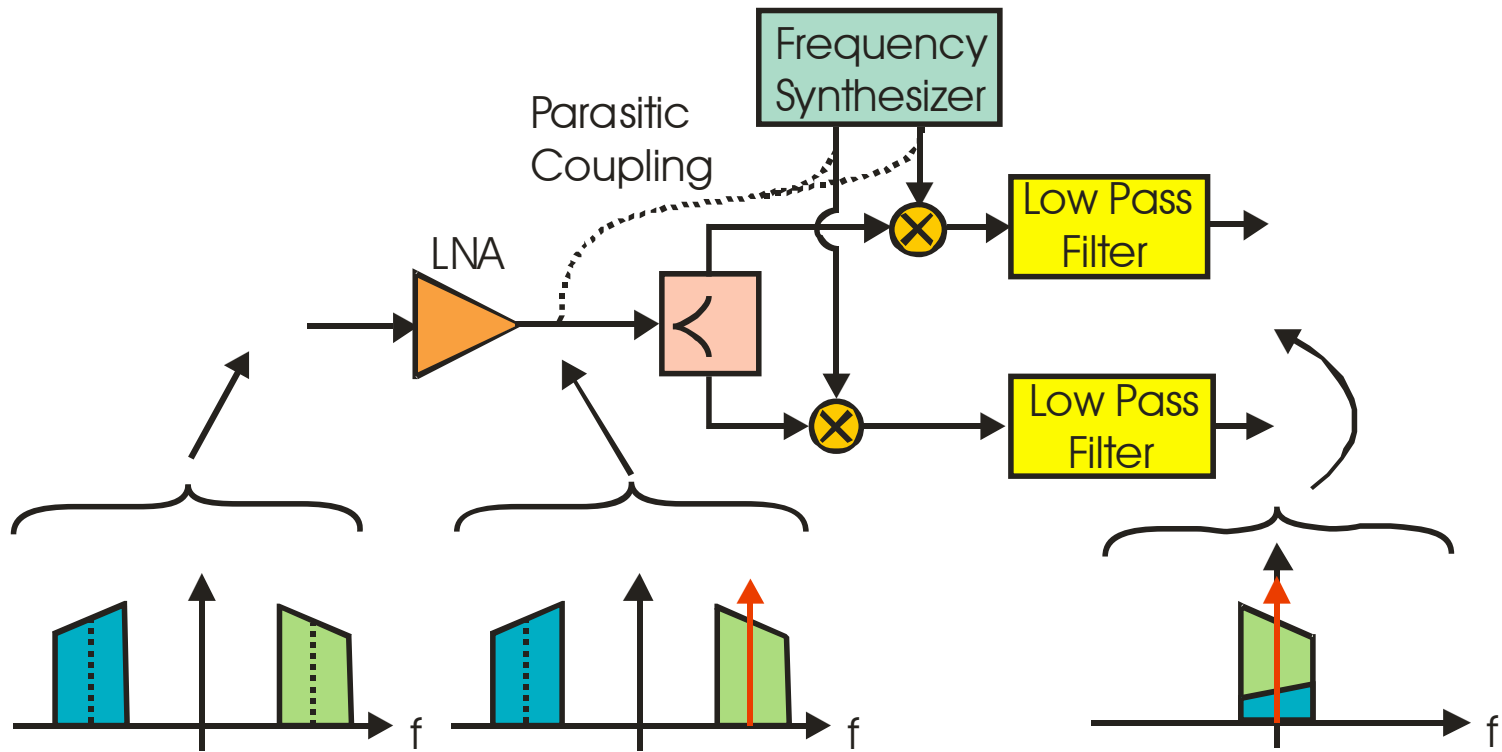 Frequency
Synthesizer
Parasitic
Coupling
LNA
Low Pass
Filter
Low Pass
Filter
f
f
f